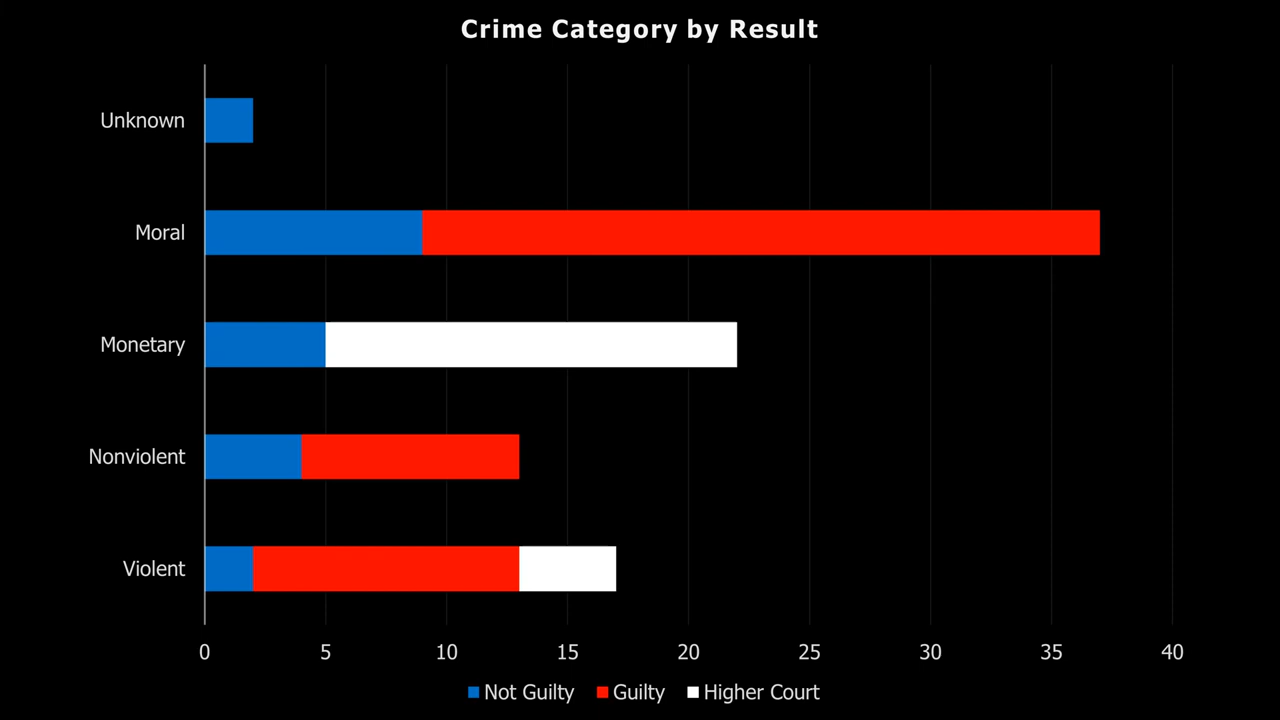 Crime Category by Result
Unknown
Moral
Monetary
Nonviolent
Violent
0 5 10 15 20 25 30 35 40
Not Guilty Guilty Higher Court